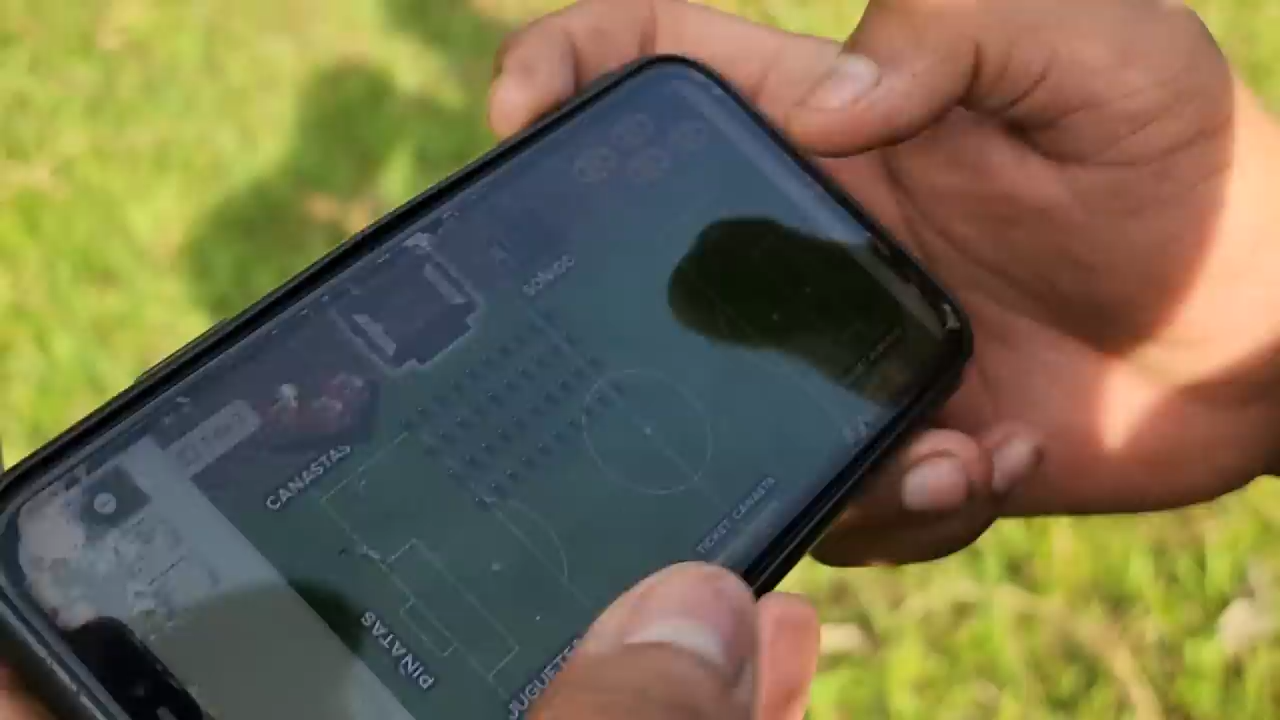 SONIDO
CANASTAS
TICKET CANASTA
PIÑATAS
JUGUETES